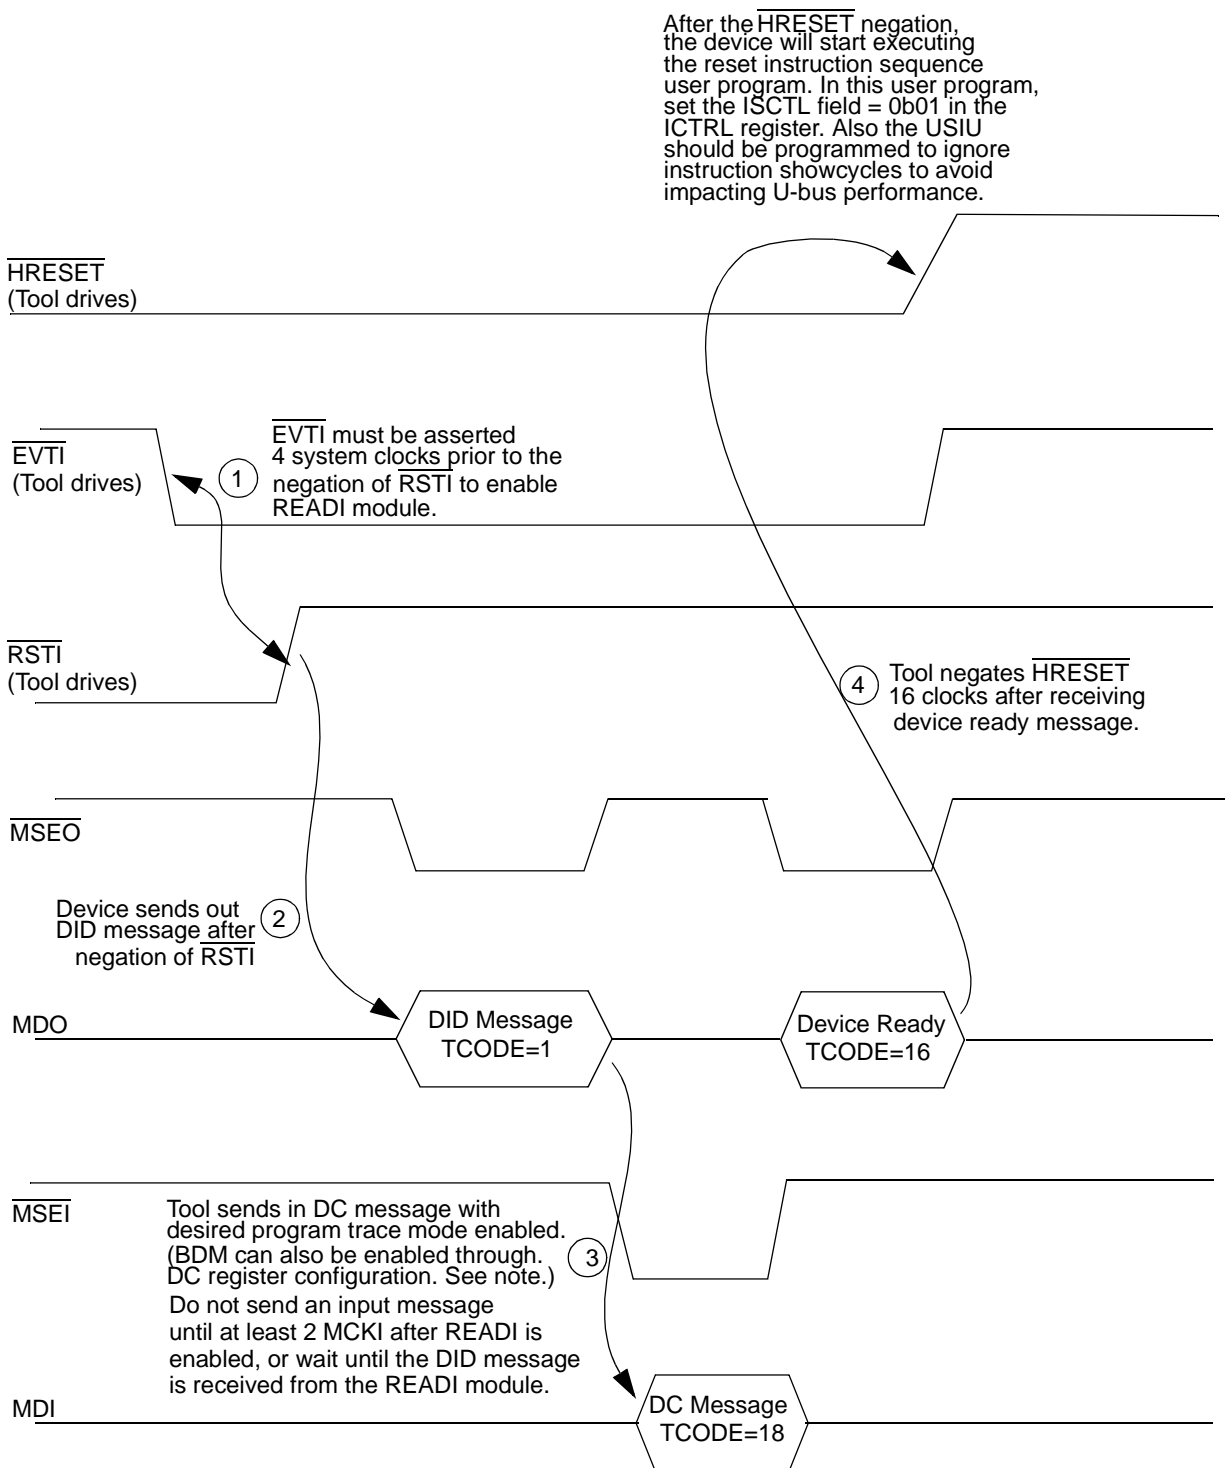 After the HRESET negation,
the device will start executing
the reset instruction sequence
user program. In this user program,
set the ISCTL field = 0b01 in the
ICTRL register. Also the USIU
should be programmed to ignore
instruction showcycles to avoid
impacting U-bus performance.
HRESET
(Tool drives)
EVTI
(Tool drives)
1
EVTI must be asserted
4 system clocks prior to the
negation of RSTI to enable
READI module.
RSTI
(Tool drives)
4
Tool negates HRESET
16 clocks after receiving
device ready message.
MSEO
Device sends out
DID message after
negation of RSTI
2
MDO
DID Message
TCODE=1
Device Ready
TCODE=16
MSEI
Tool sends in DC message with
desired program trace mode enabled.
(BDM can also be enabled through.
DC register configuration. See note.)
3
Do not send an input message
until at least 2 MCKI after READI is
enabled, or wait until the DID message
is received from the READI module.
MDI
DC Message
TCODE=18